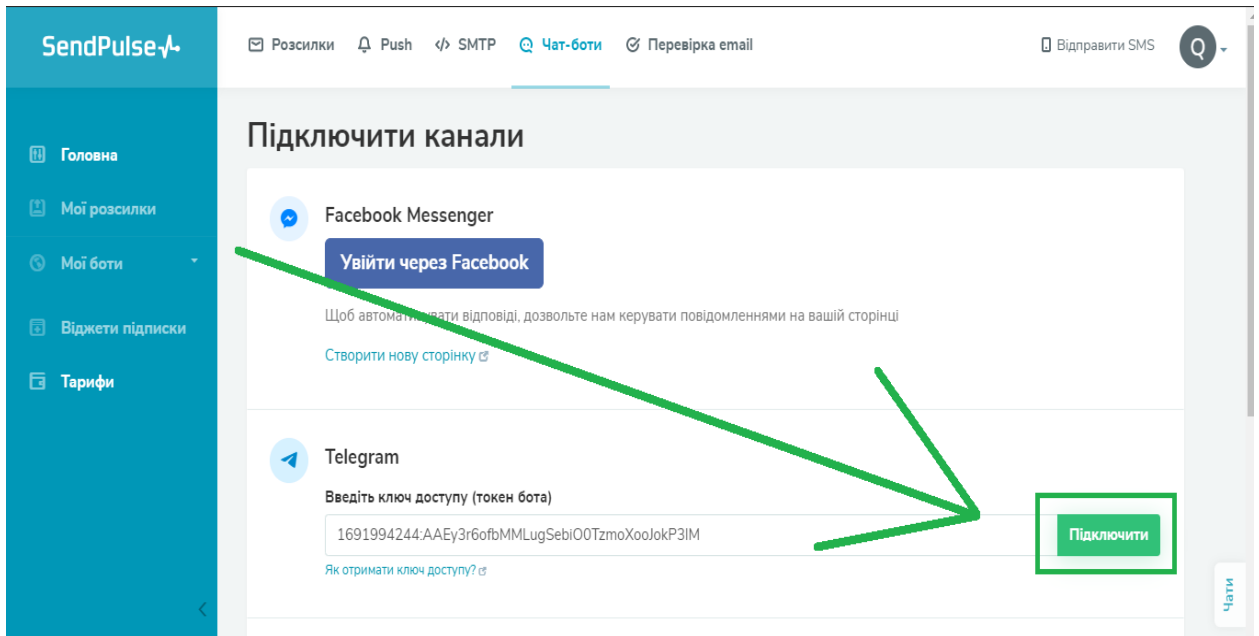 SendPulse
Розсилки Push </> SMTP Чат-боти Перевірка email Відправити SMS Q
Головна
Мої розсилки
Мої боти
Віджети підписки
Тарифи
Підключити канали
Facebook Messenger
Увійти через Facebook
Щоб автоматизувати відповіді, дозвольте нам керувати повідомленнями на вашій сторінці
Створити нову сторінку
Telegram
Введіть ключ доступу (токен бота)
1691994244:AAEy3r6ofbMMLugSebiO0TzmoXooJokP3IM
Підключити
Як отримати ключ доступу?
Чати